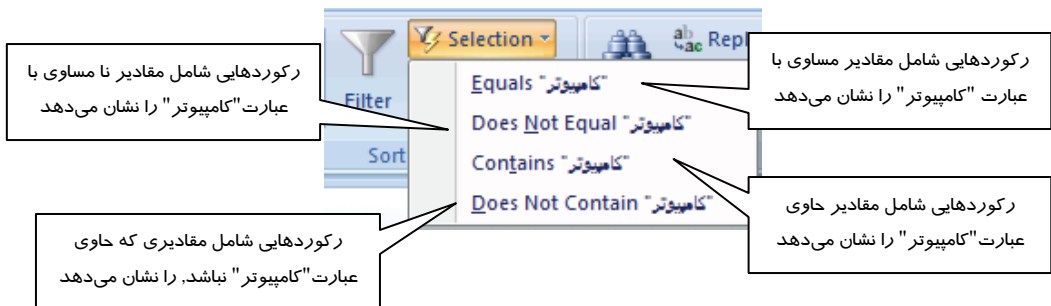 Selection
Repl
Filter
Sort
Equals "کامپیوتر"
Does Not Equal "کامپیوتر"
Contains "کامپیوتر"
Does Not Contain "کامپیوتر"
رکوردهایی شامل مقادیر مساوی با
عبارت "کامپیوتر" را نشان می‌دهد
رکوردهایی شامل مقادیر نا مساوی با
عبارت"کامپیوتر" را نشان می‌دهد
رکوردهایی شامل مقادیر حاوی
عبارت"کامپیوتر" را نشان می‌دهد
رکوردهایی شامل مقادیری که حاوی
عبارت"کامپیوتر" نباشد, را نشان می‌دهد